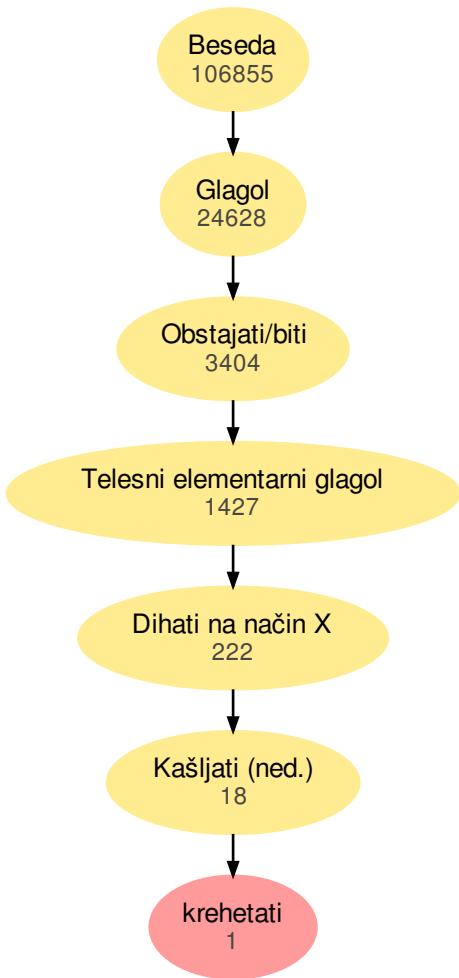 Beseda
106855
Glagol
24628
Obstajati/biti
3404
Telesni elementarni glagol
1427
Dihati na način X
222
Kašljati (ned.)
18
krehetati
1